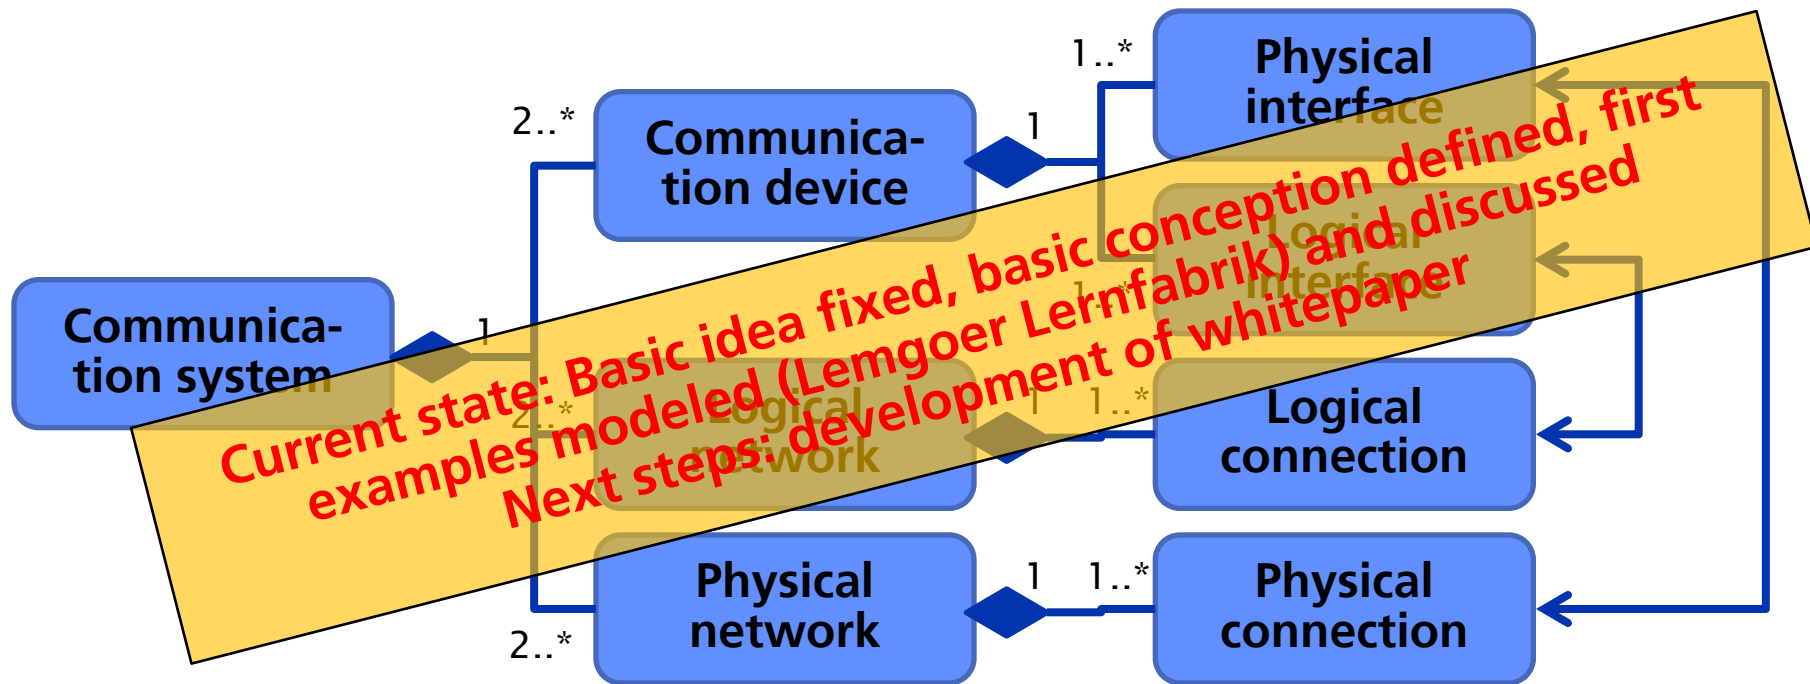 1..*
Physical
interface
2..*
Communica-
tion device
1
Logical
interface
1..*
Communica-
tion system
1
2..*
Logical
network
1
1..*
Logical
connection
Physical
network
2..*
1
1..*
Physical
connection
Current state: Basic idea fixed, basic conception defined, first
examples modeled (Lemgoer Lernfabrik) and discussed
Next steps: development of whitepaper